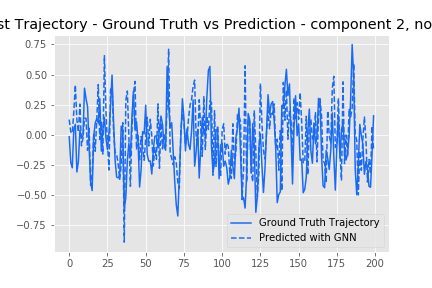 st Trajectory - Ground Truth vs Prediction - component 2, no
0.75
0.50
0.25
0.00
−0.25
−0.50
−0.75
Ground Truth Trajectory
Predicted with GNN
0 25 50 75 100 125 150 175 200